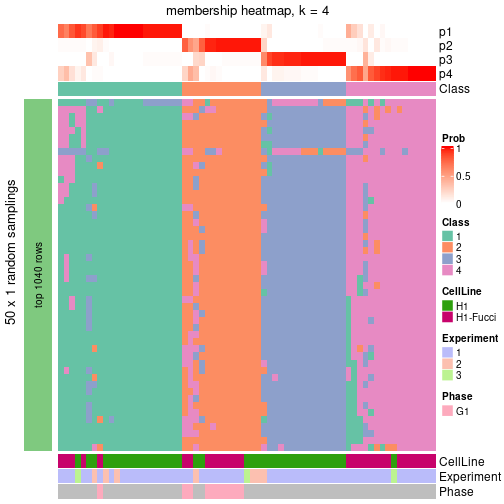 membership heatmap, k = 4
p1
p2
p3
p4
Class
50 x 1 random samplings
top 1040 rows
Prob
1
0.5
0
Class
1
2
3
4
CellLine
H1
H1-Fucci
Experiment
1
2
3
Phase
G1
CellLine
Experiment
Phase